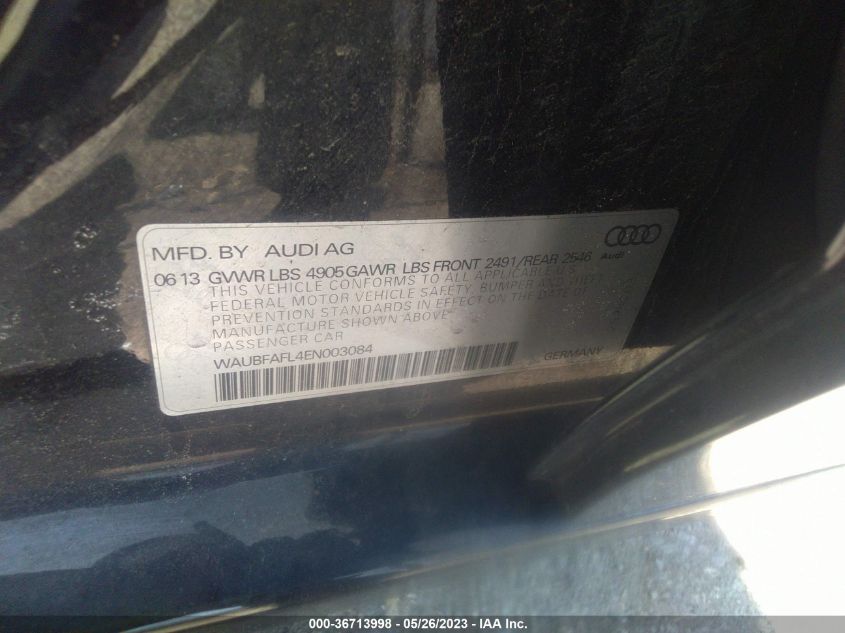 MFD. BY AUDI AG
Audi
06 13 GVWR LBS 4905 GAWR LBS FRONT 2491/REAR 2546
THIS VEHICLE CONFORMS TO ALL APPLICABLE U.S.
FEDERAL MOTOR VEHICLE SAFETY, BUMPER AND THEFT
PREVENTION STANDARDS IN EFFECT ON THE DATE OF
MANUFACTURE SHOWN ABOVE
PASSENGER CAR
WAUBFAFL4EN003084
GERMANY
000-36713998 - 05/26/2023 - © IAA Inc.